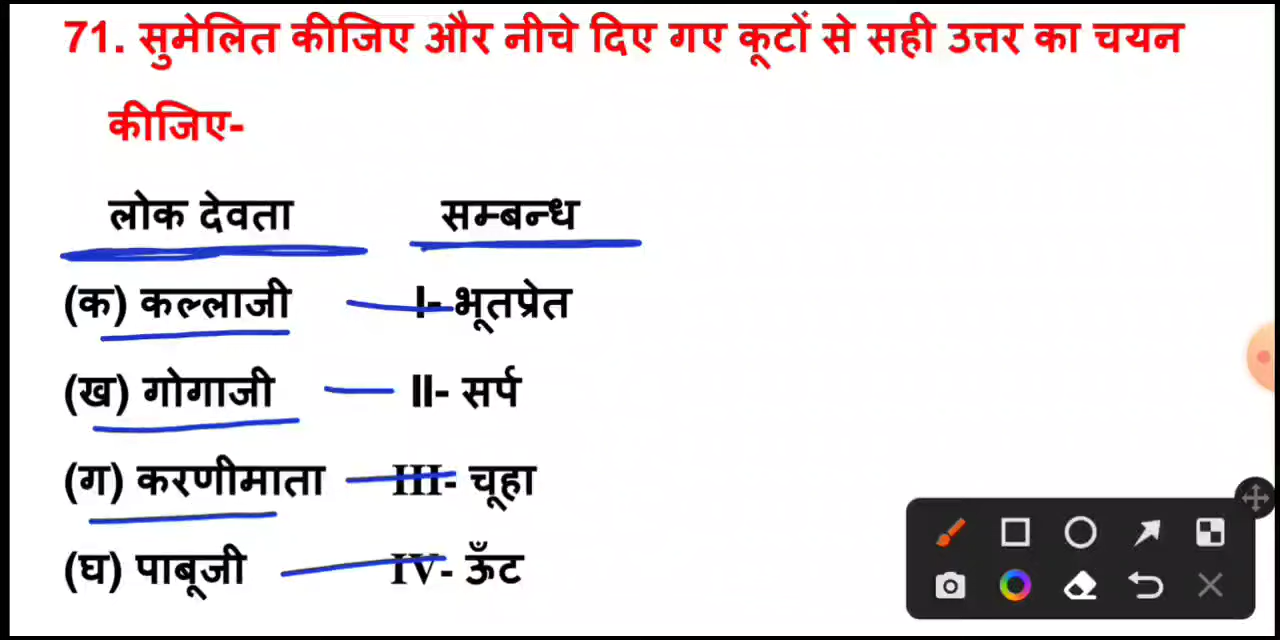 71. सुमेलित कीजिए और नीचे दिए गए कूटों से सही उत्तर का चयन
कीजिए-
लोक देवता सम्बन्ध
(क) कल्लाजी I- भूतप्रेत
(ख) गोगाजी II- सर्प
(ग) करणीमाता III- चूहा
(घ) पाबूजी IV- ऊँट